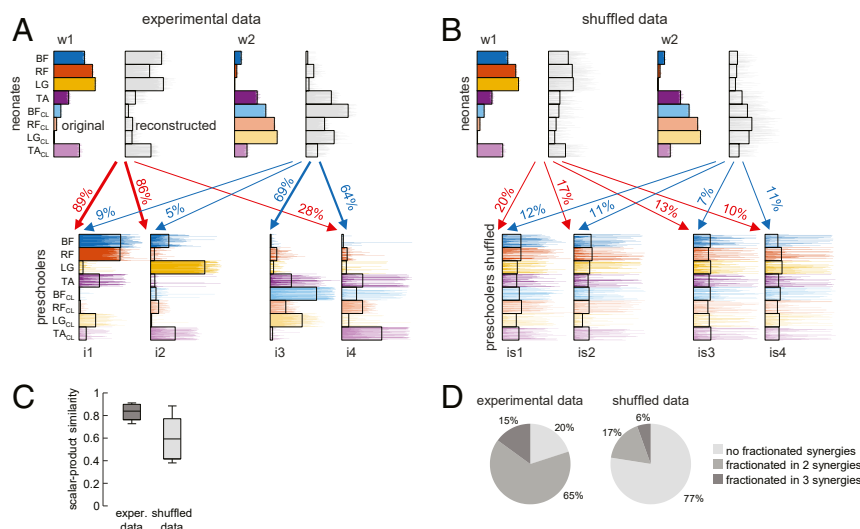 A
experimental data
B
shuffled data
w1
w2
w1
w2
neonates
BF
RF
LG
TA
BFCL
RFCL
LGCL
TACL
original
reconstructed
neonates
89%
9%
86%
5%
69%
28%
64%
20%
12%
17%
11%
13%
7%
10%
11%
preschoolers
BF
RF
LG
TA
BFCL
RFCL
LGCL
TACL
preschoolers shuffled
i1
i2
i3
i4
is1
is2
is3
is4
C
scalar-product similarity
1
0.8
0.6
0.4
0.2
0
exper. data
shuffled data
D
experimental data
shuffled data
15%
20%
65%
6%
17%
77%
no fractionated synergies
fractionated in 2 synergies
fractionated in 3 synergies